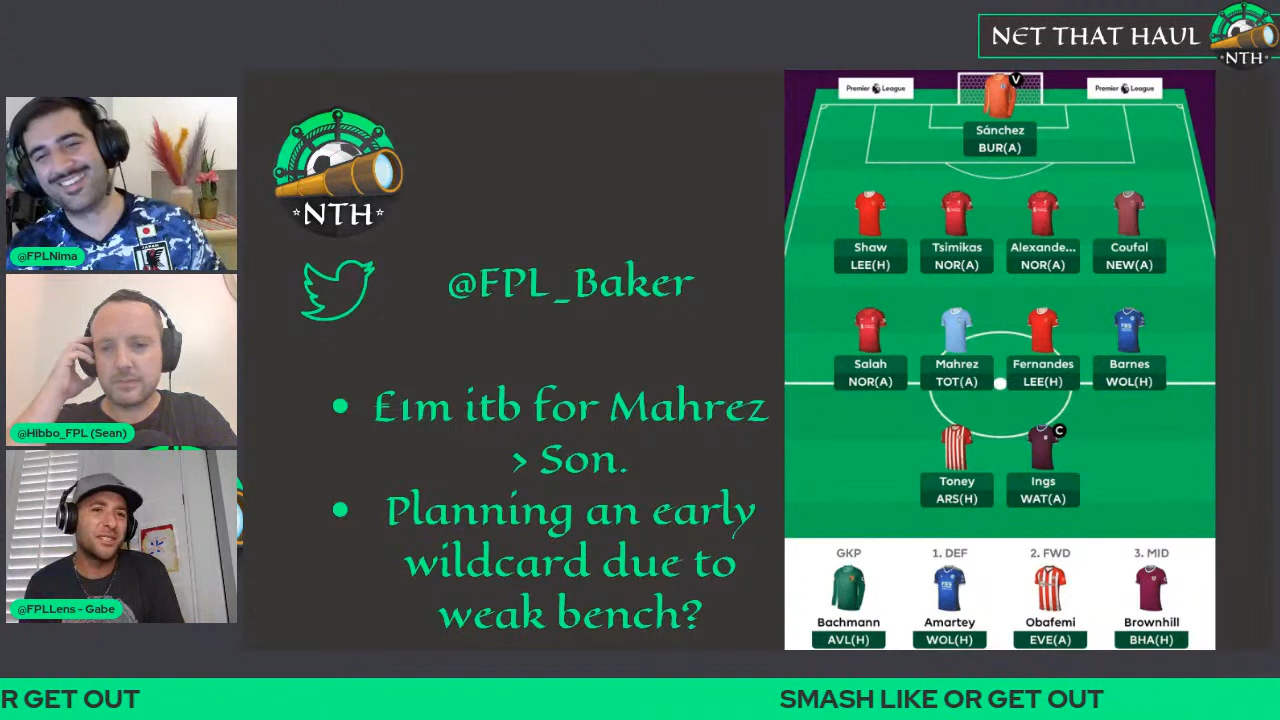 NET THAT HAUL
NTH
@FPLNima
@Hibbo_FPL (Sean)
@FPLLens - Gabe
NTH
@FPL_Baker
• £1m itb for Mahrez
> Son.
• Planning an early
wildcard due to
weak bench?
Premier League
Premier League
V
Sánchez
BUR(A)
Shaw
LEE(H)
Tsimikas
NOR(A)
Alexande...
NOR(A)
Coufal
NEW(A)
Salah
NOR(A)
Mahrez
TOT(A)
Fernandes
LEE(H)
Barnes
WOL(H)
Toney
ARS(H)
C
Ings
WAT(A)
GKP
Bachmann
AVL(H)
1. DEF
Amartey
WOL(H)
2. FWD
Obafemi
EVE(A)
3. MID
Brownhill
BHA(H)
R GET OUT
SMASH LIKE OR GET OUT